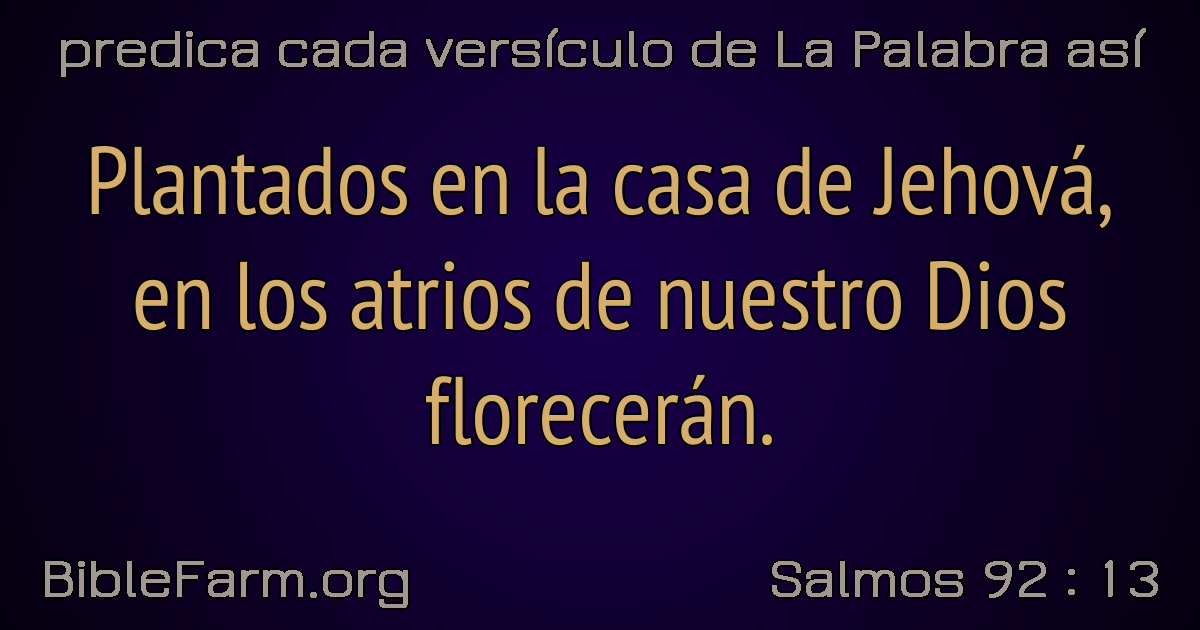 predica cada versículo de La Palabra así
Plantados en la casa de Jehová,
en los atrios de nuestro Dios
florecerán.
BibleFarm.org
Salmos 92 : 13